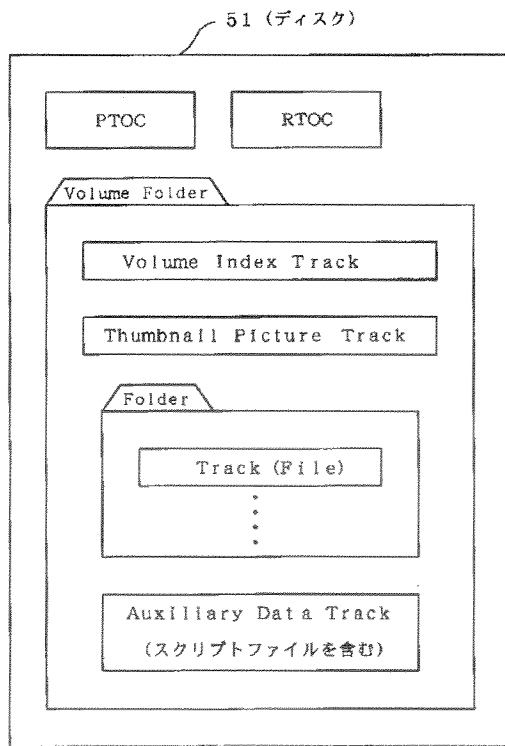 51 (ディスク)
PTOC
RTOC
Volume Folder
Volume Index Track
Thumbnail Picture Track
Folder
Track (File)
Auxiliary Data Track
(スクリプトファイルを含む)